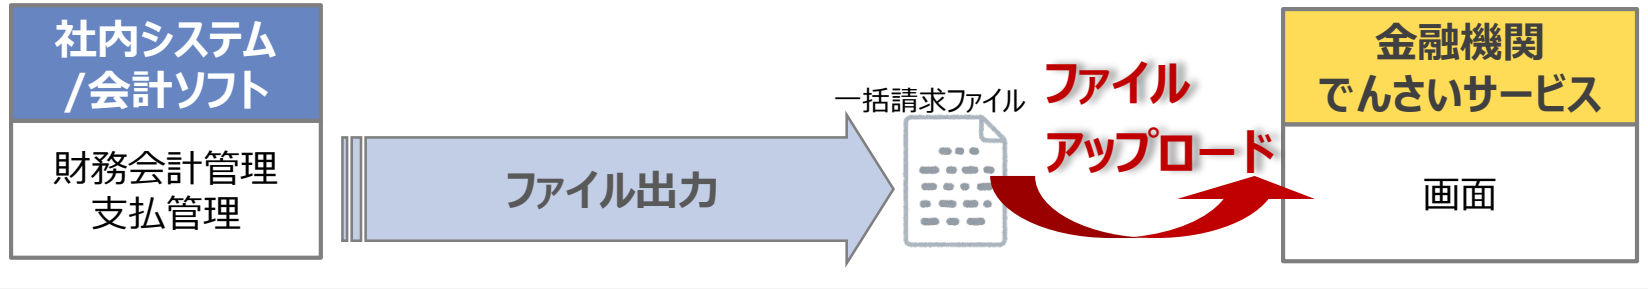 社内システム
/会計ソフト
財務会計管理
支払管理
ファイル出力
一括請求ファイル
ファイル
アップロード
金融機関
でんさいサービス
画面